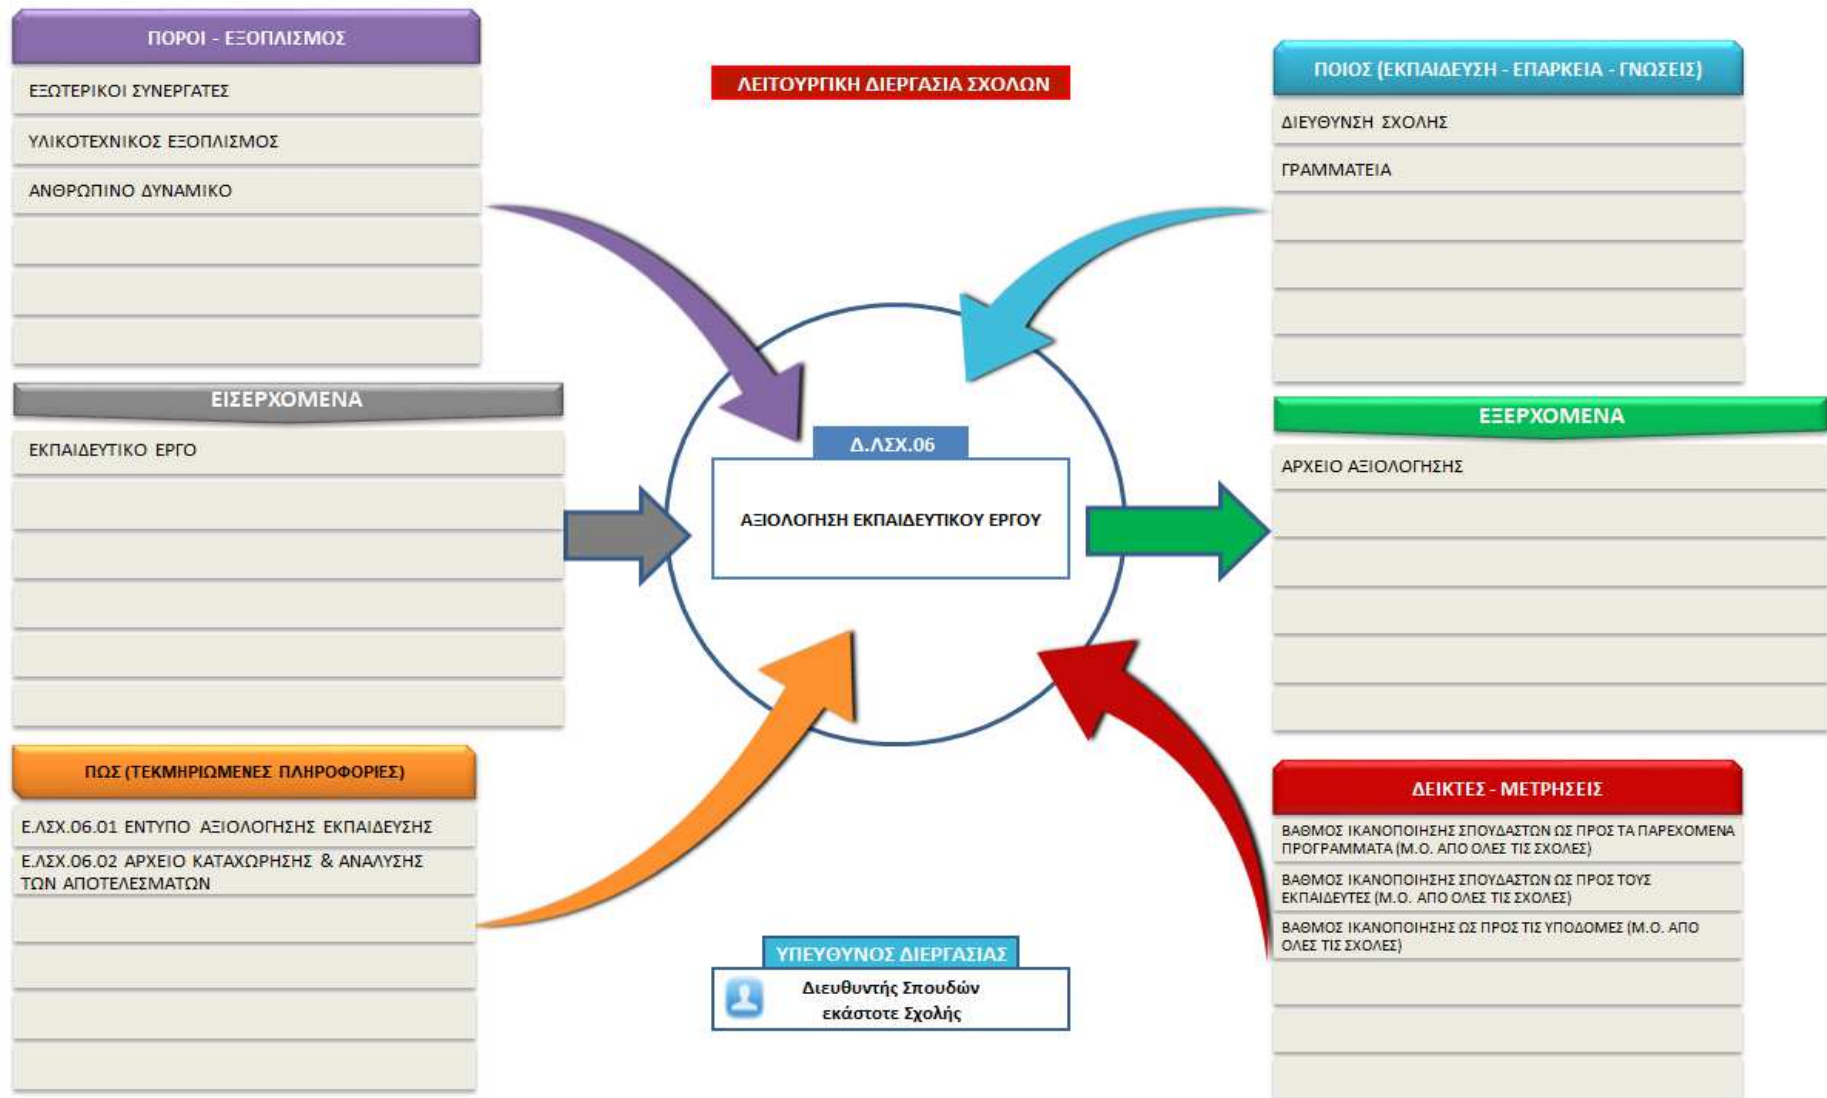 ΠΟΡΟΙ - ΕΞΟΠΛΙΣΜΟΣ
ΕΞΩΤΕΡΙΚΟΙ ΣΥΝΕΡΓΑΤΕΣ
ΥΛΙΚΟΤΕΧΝΙΚΟΣ ΕΞΟΠΛΙΣΜΟΣ
ΑΝΘΡΩΠΙΝΟ ΔΥΝΑΜΙΚΟ
ΛΕΙΤΟΥΡΓΙΚΗ ΔΙΕΡΓΑΣΙΑ ΣΧΟΛΩΝ
ΠΟΙΟΣ (ΕΚΠΑΙΔΕΥΣΗ - ΕΠΑΡΚΕΙΑ - ΓΝΩΣΕΙΣ)
ΔΙΕΥΘΥΝΣΗ ΣΧΟΛΗΣ
ΓΡΑΜΜΑΤΕΙΑ
ΕΙΣΕΡΧΟΜΕΝΑ
ΕΚΠΑΙΔΕΥΤΙΚΟ ΕΡΓΟ
Δ.ΛΣΧ.06
ΑΞΙΟΛΟΓΗΣΗ ΕΚΠΑΙΔΕΥΤΙΚΟΥ ΕΡΓΟΥ
ΕΞΕΡΧΟΜΕΝΑ
ΑΡΧΕΙΟ ΑΞΙΟΛΟΓΗΣΗΣ
ΠΩΣ (ΤΕΚΜΗΡΙΩΜΕΝΕΣ ΠΛΗΡΟΦΟΡΙΕΣ)
Ε.ΛΣΧ.06.01 ΕΝΤΥΠΟ ΑΞΙΟΛΟΓΗΣΗΣ ΕΚΠΑΙΔΕΥΣΗΣ
Ε.ΛΣΧ.06.02 ΑΡΧΕΙΟ ΚΑΤΑΧΩΡΗΣΗΣ & ΑΝΑΛΥΣΗΣ
ΤΩΝ ΑΠΟΤΕΛΕΣΜΑΤΩΝ
ΥΠΕΥΘΥΝΟΣ ΔΙΕΡΓΑΣΙΑΣ
Διευθυντής Σπουδών
εκάστοτε Σχολής
ΔΕΙΚΤΕΣ - ΜΕΤΡΗΣΕΙΣ
ΒΑΘΜΟΣ ΙΚΑΝΟΠΟΙΗΣΗΣ ΣΠΟΥΔΑΣΤΩΝ ΩΣ ΠΡΟΣ ΤΑ ΠΑΡΕΧΟΜΕΝΑ
ΠΡΟΓΡΑΜΜΑΤΑ (Μ.Ο. ΑΠΟ ΟΛΕΣ ΤΙΣ ΣΧΟΛΕΣ)
ΒΑΘΜΟΣ ΙΚΑΝΟΠΟΙΗΣΗΣ ΣΠΟΥΔΑΣΤΩΝ ΩΣ ΠΡΟΣ ΤΟΥΣ
ΕΚΠΑΙΔΕΥΤΕΣ (Μ.Ο. ΑΠΟ ΟΛΕΣ ΤΙΣ ΣΧΟΛΕΣ)
ΒΑΘΜΟΣ ΙΚΑΝΟΠΟΙΗΣΗΣ ΩΣ ΠΡΟΣ ΤΙΣ ΥΠΟΔΟΜΕΣ (Μ.Ο. ΑΠΟ
ΟΛΕΣ ΤΙΣ ΣΧΟΛΕΣ)